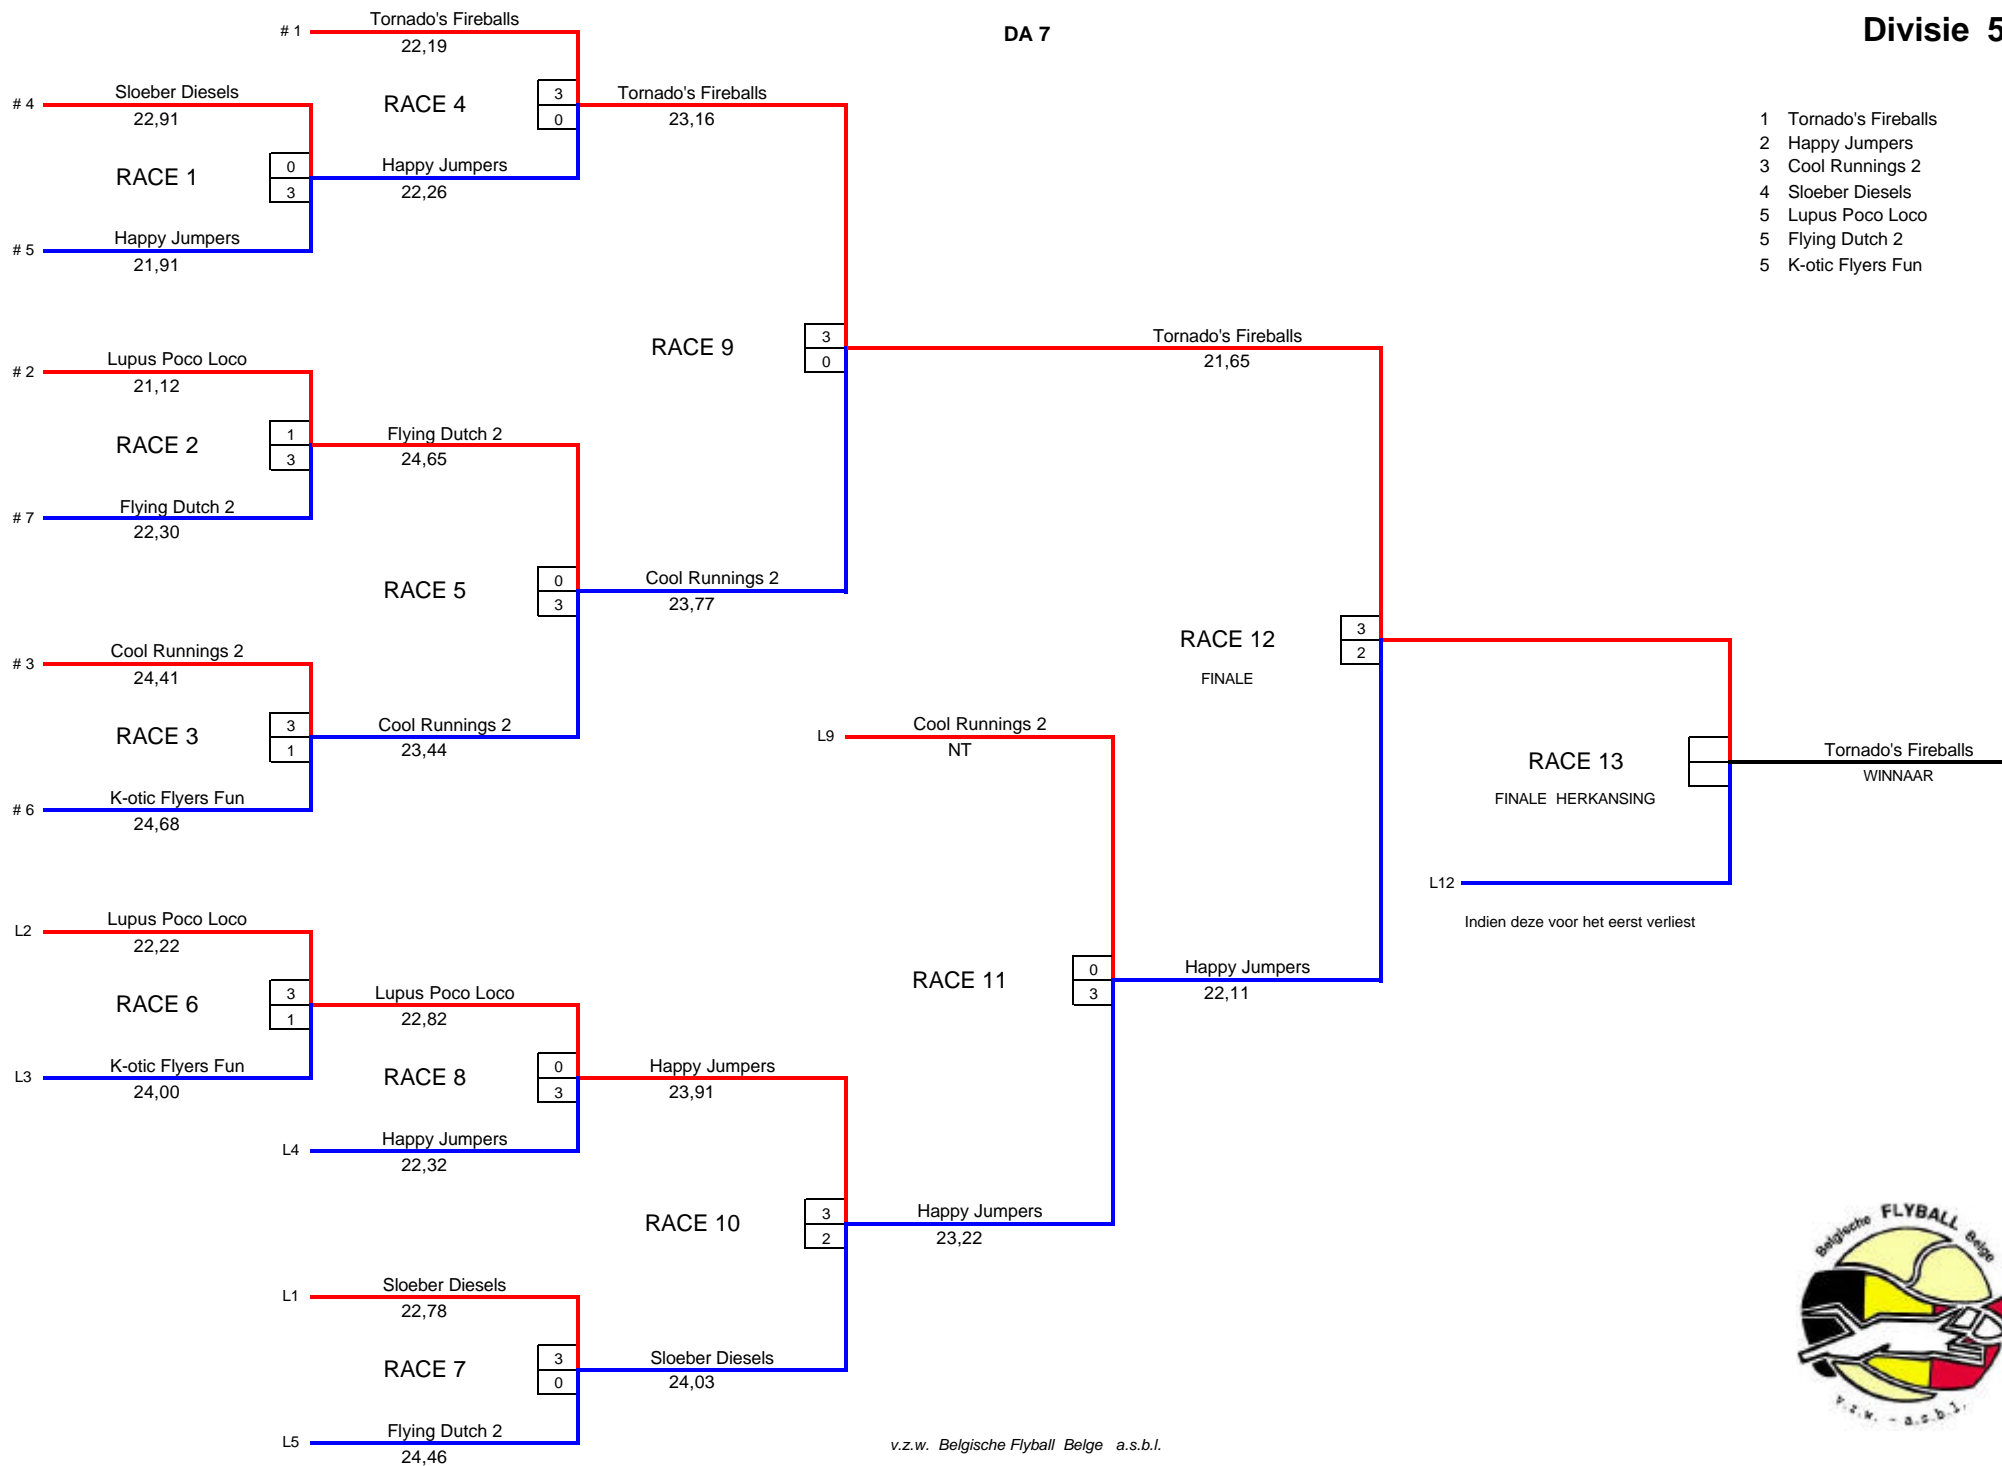 DA 7
Divisie 5
1 Tornado's Fireballs
2 Happy Jumpers
3 Cool Runnings 2
4 Sloeber Diesels
5 Lupus Poco Loco
5 Flying Dutch 2
5 K-otic Flyers Fun
# 1
Tornado's Fireballs
22,19
RACE 4
3
0
Happy Jumpers
22,26
# 4
Sloeber Diesels
22,91
RACE 1
0
3
# 5
Happy Jumpers
21,91
Tornado's Fireballs
23,16
# 2
Lupus Poco Loco
21,12
RACE 2
1
3
# 7
Flying Dutch 2
22,30
Flying Dutch 2
24,65
RACE 5
0
3
Cool Runnings 2
23,44
Cool Runnings 2
23,77
RACE 9
3
0
Tornado's Fireballs
21,65
# 3
Cool Runnings 2
24,41
RACE 3
3
1
# 6
K-otic Flyers Fun
24,68
RACE 12
FINALE
3
2
L9
Cool Runnings 2
NT
RACE 13
FINALE HERKANSING
Tornado's Fireballs
WINNAAR
L12
Indien deze voor het eerst verliest
L2
Lupus Poco Loco
22,22
RACE 6
3
1
L3
K-otic Flyers Fun
24,00
Lupus Poco Loco
22,82
RACE 8
0
3
L4
Happy Jumpers
22,32
Happy Jumpers
23,91
RACE 11
0
3
Happy Jumpers
22,11
RACE 10
3
2
Happy Jumpers
23,22
L1
Sloeber Diesels
22,78
RACE 7
3
0
L5
Flying Dutch 2
24,46
Sloeber Diesels
24,03
v.z.w. Belgische Flyball Belge a.s.b.l.
Belgische FLYBALL Belge
v.z.w. - a.s.b.l.